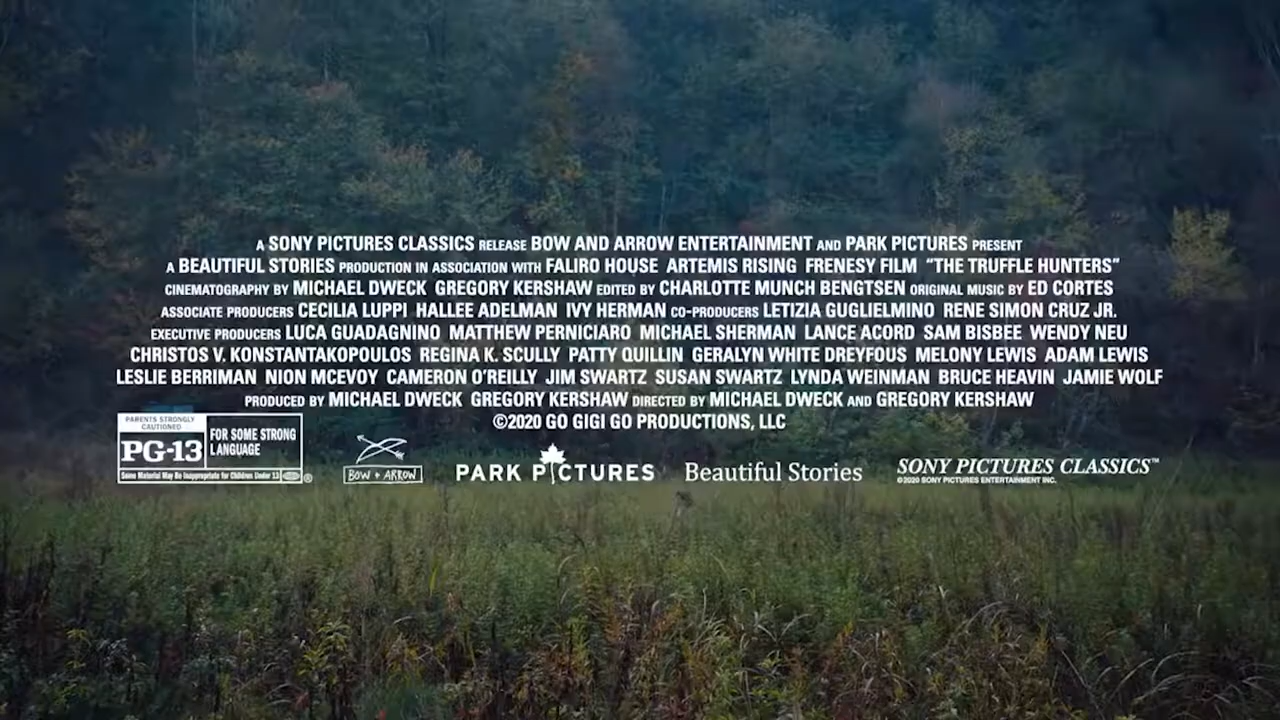 A SONY PICTURES CLASSICS RELEASE BOW AND ARROW ENTERTAINMENT AND PARK PICTURES PRESENT
A BEAUTIFUL STORIES PRODUCTION IN ASSOCIATION WITH FALIRO HOUSE ARTEMIS RISING FRENESY FILM “THE TRUFFLE HUNTERS”
CINEMATOGRAPHY BY MICHAEL DWECK GREGORY KERSHAW EDITED BY CHARLOTTE MUNCH BENGTSEN ORIGINAL MUSIC BY ED CORTES
ASSOCIATE PRODUCERS CECILIA LUPPI HALLEE ADELMAN IVY HERMAN CO-PRODUCERS LETIZIA GUGLIELMINO RENE SIMON CRUZ JR.
EXECUTIVE PRODUCERS LUCA GUADAGNINO MATTHEW PERNICIARO MICHAEL SHERMAN LANCE ACORD SAM BISBEE WENDY NEU
CHRISTOS V. KONSTANTAKOPOULOS REGINA K. SCULLY PATTY QUILLIN GERALYN WHITE DREYFOUS MELONY LEWIS ADAM LEWIS
LESLIE BERRIMAN NION MCEVOY CAMERON O'REILLY JIM SWARTZ SUSAN SWARTZ LYNDA WEINMAN BRUCE HEAVIN JAMIE WOLF
PRODUCED BY MICHAEL DWECK GREGORY KERSHAW DIRECTED BY MICHAEL DWECK AND GREGORY KERSHAW
©2020 GO GIGI GO PRODUCTIONS, LLC
PARENTS STRONGLY CAUTIONED
PG-13
FOR SOME STRONG
LANGUAGE
Some Material May Be Inappropriate for Children Under 13
®
BOW + ARROW
PARK PICTURES
Beautiful Stories
SONY PICTURES CLASSICS™
©2020 SONY PICTURES ENTERTAINMENT INC.